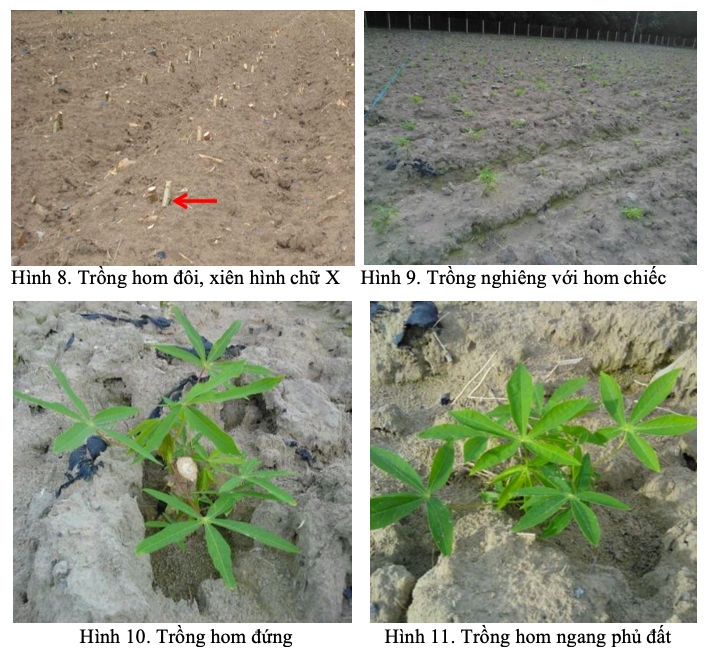 Hình 8. Trồng hom đôi, xiên hình chữ X
Hình 9. Trồng nghiêng với hom chiếc
Hình 10. Trồng hom đứng
Hình 11. Trồng hom ngang phủ đất